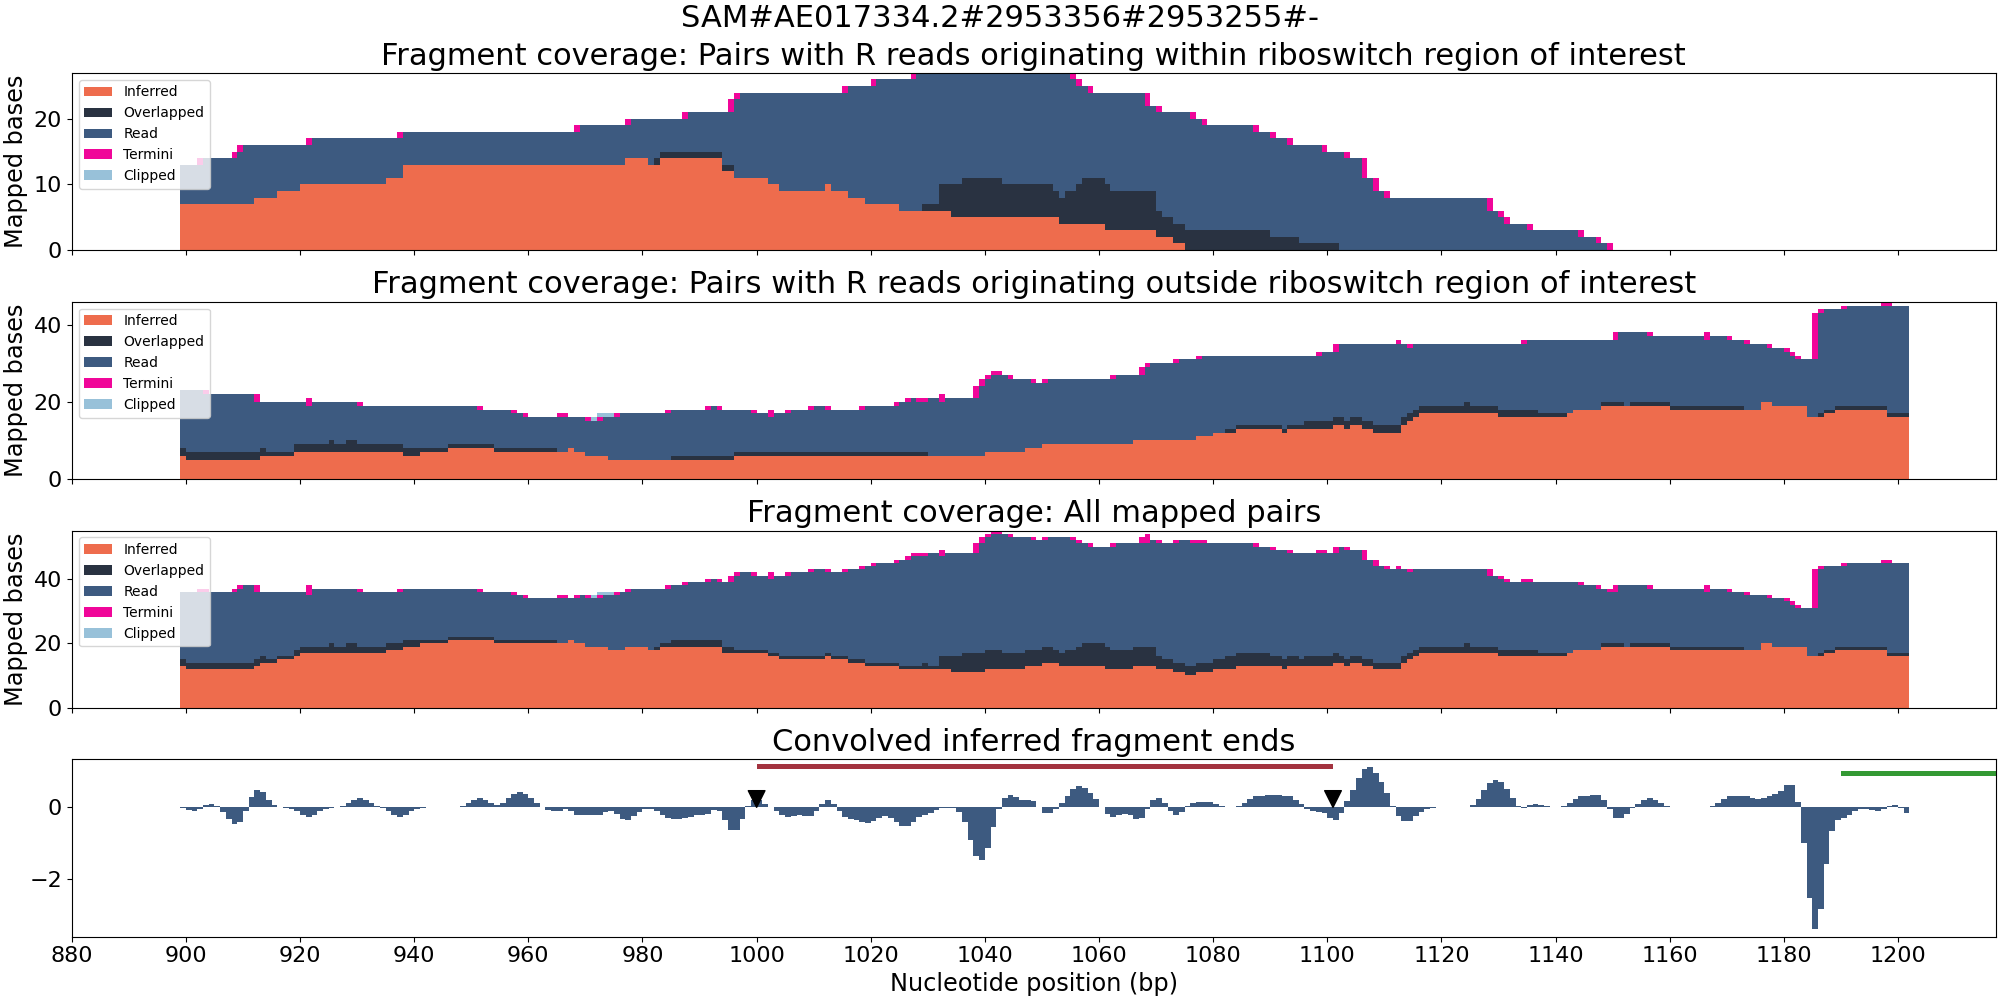 SAM#AE017334.2#2953356#2953255#-
Fragment coverage: Pairs with R reads originating within riboswitch region of interest
Mapped bases
20
10
0
Inferred
Overlapped
Read
Termini
Clipped
Fragment coverage: Pairs with R reads originating outside riboswitch region of interest
Mapped bases
40
20
0
Inferred
Overlapped
Read
Termini
Clipped
Fragment coverage: All mapped pairs
Mapped bases
40
20
0
Inferred
Overlapped
Read
Termini
Clipped
Convolved inferred fragment ends
0
−2
880 900 920 940 960 980 1000 1020 1040 1060 1080 1100 1120 1140 1160 1180 1200
Nucleotide position (bp)